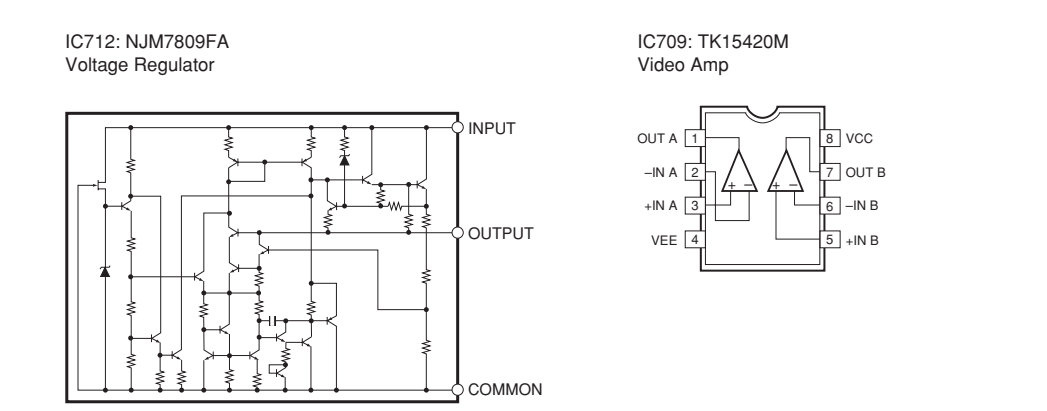 IC712: NJM7809FA
Voltage Regulator
INPUT
OUTPUT
COMMON
IC709: TK15420M
Video Amp
OUT A 1
8 VCC
–IN A 2
7 OUT B
+IN A 3
6 –IN B
VEE 4
5 +IN B
+ –
+ –